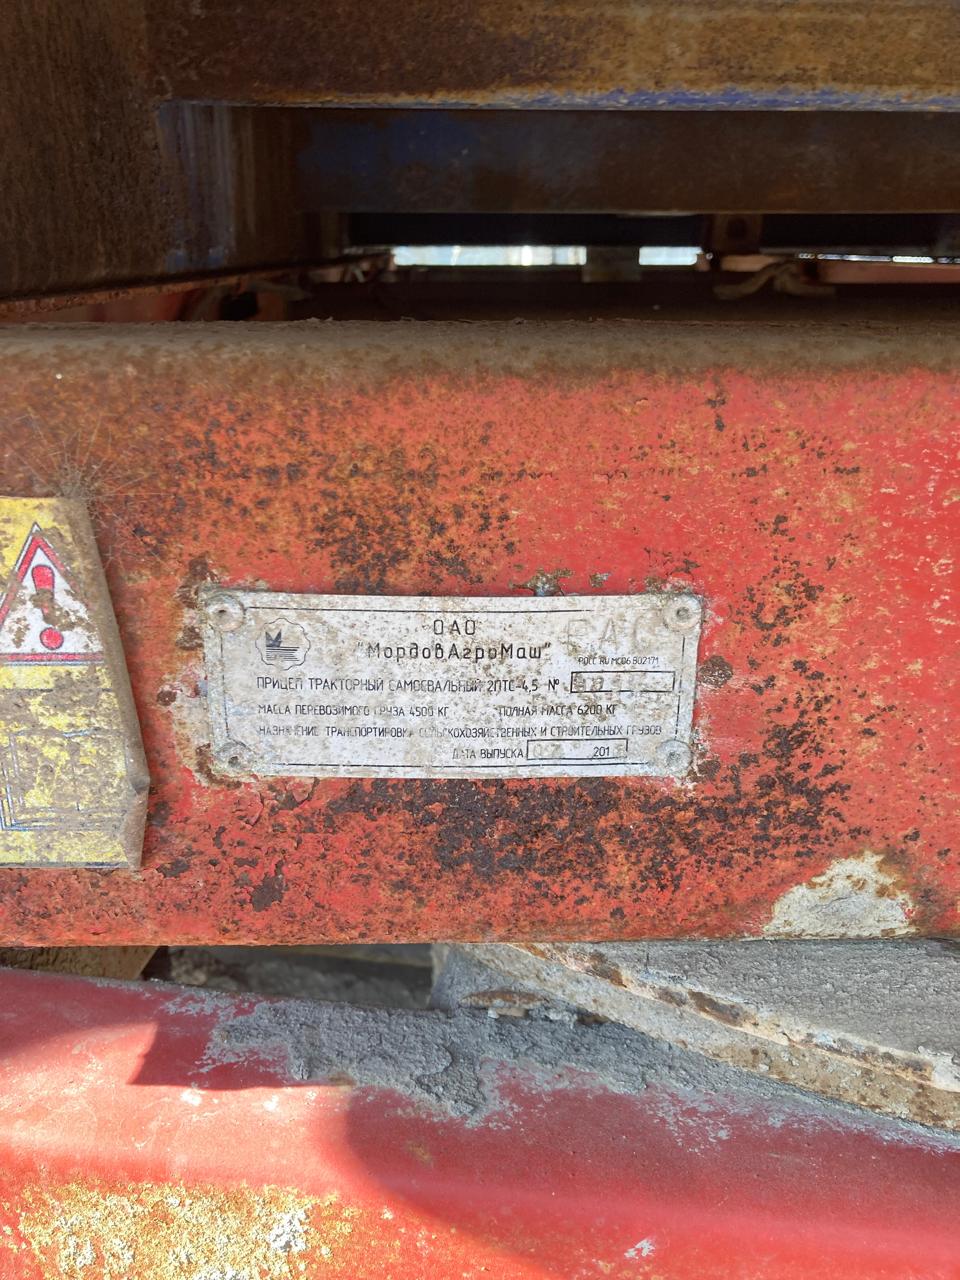 ОАО
"МордовАгроМаш"
РОСС RU МС06 В02171
ПРИЦЕП ТРАКТОРНЫЙ САМОСВАЛЬНЫЙ 2ПТС-4,5 №
МАССА ПЕРЕВОЗИМОГО ГРУЗА 4500 КГ ПОЛНАЯ МАССА 6200 КГ
НАЗНАЧЕНИЕ ТРАНСПОРТИРОВКА СЕЛЬСКОХОЗЯЙСТВЕННЫХ И СТРОИТЕЛЬНЫХ ГРУЗОВ
ДАТА ВЫПУСКА 201